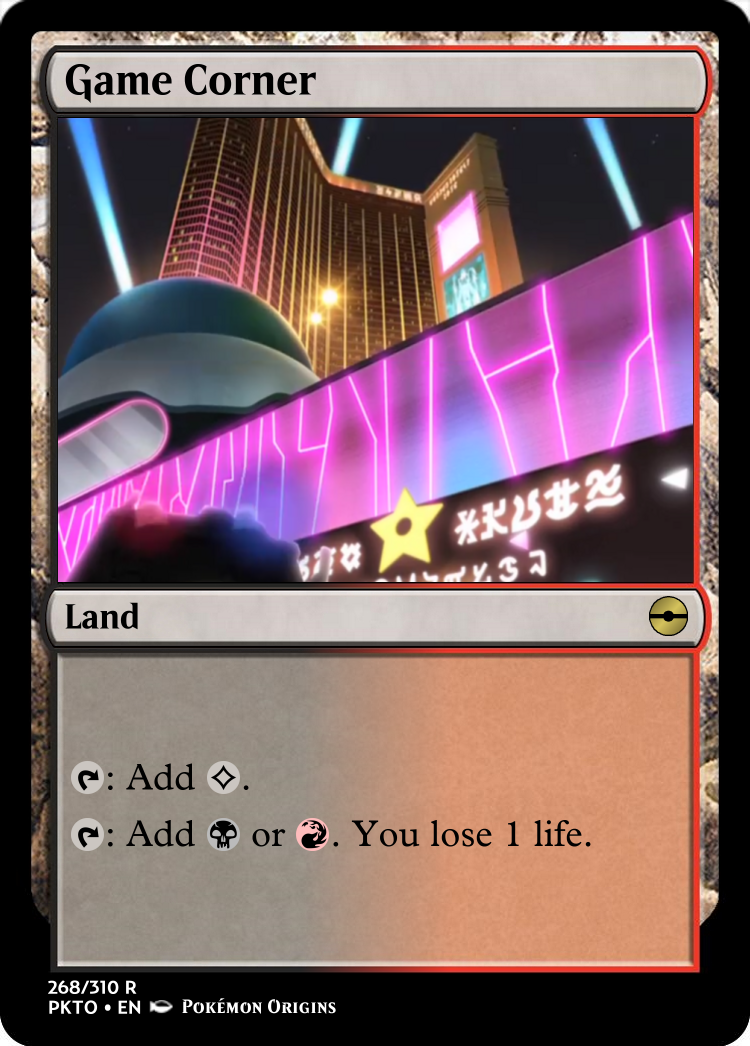 Game Corner
Land
: Add .
: Add  or . You lose 1 life.
268/310 R
PKTO • EN Pokémon Origins